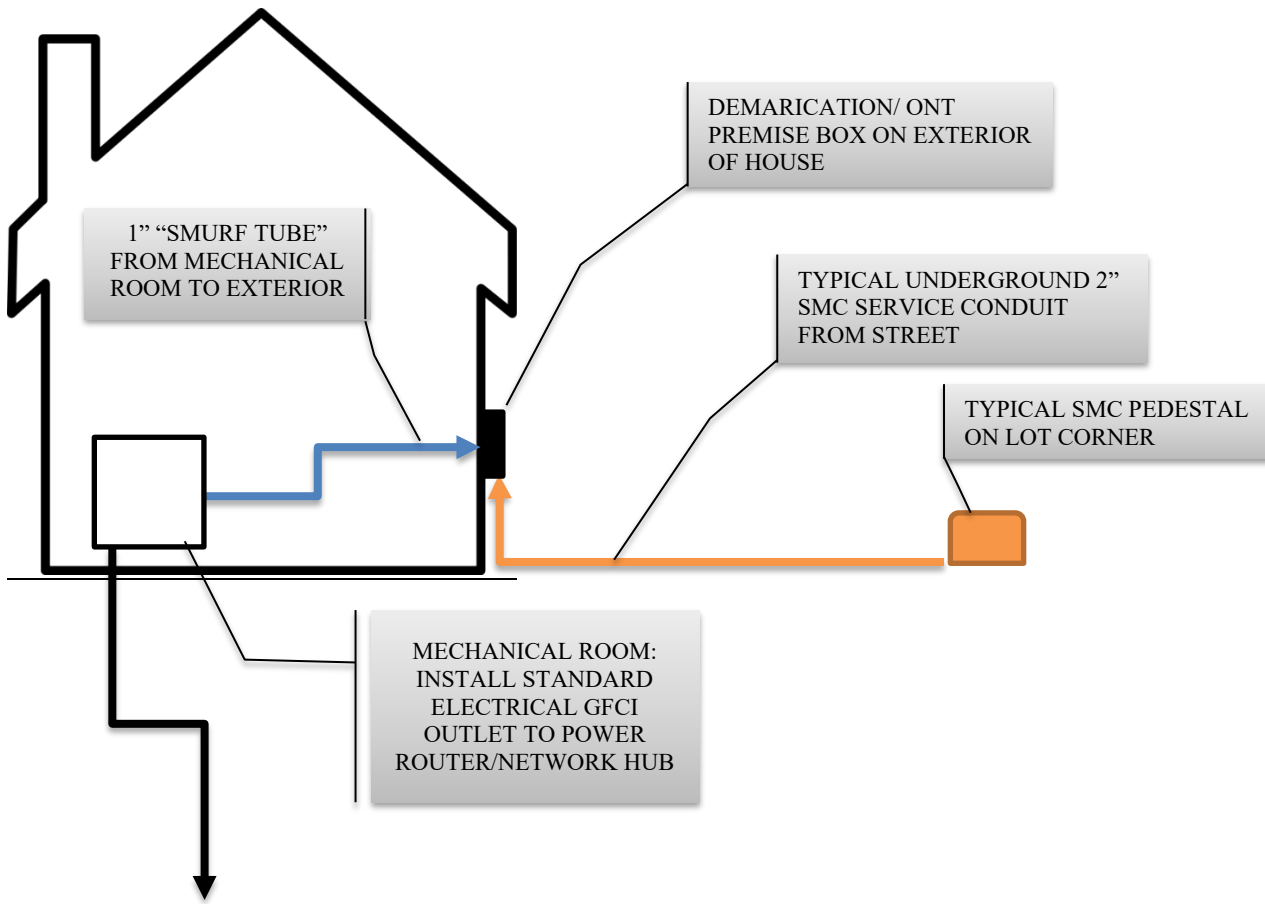 DEMARICATION/ ONT
PREMISE BOX ON EXTERIOR
OF HOUSE
1” “SMURF TUBE”
FROM MECHANICAL
ROOM TO EXTERIOR
TYPICAL UNDERGROUND 2”
SMC SERVICE CONDUIT
FROM STREET
TYPICAL SMC PEDESTAL
ON LOT CORNER
MECHANICAL ROOM:
INSTALL STANDARD
ELECTRICAL GFCI
OUTLET TO POWER
ROUTER/NETWORK HUB